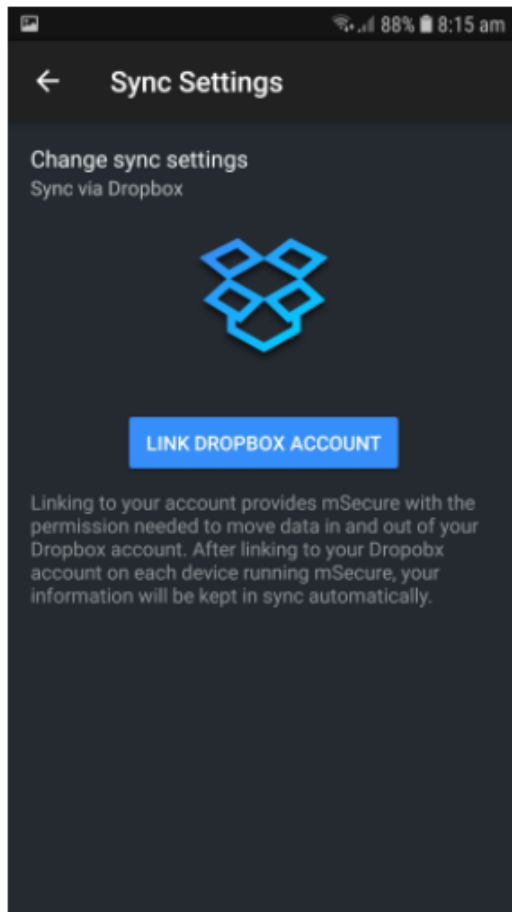 88% 8:15 am
Sync Settings
Change sync settings
Sync via Dropbox
LINK DROPBOX ACCOUNT
Linking to your account provides mSecure with the
permission needed to move data in and out of your
Dropbox account. After linking to your Dropobx
account on each device running mSecure, your
information will be kept in sync automatically.